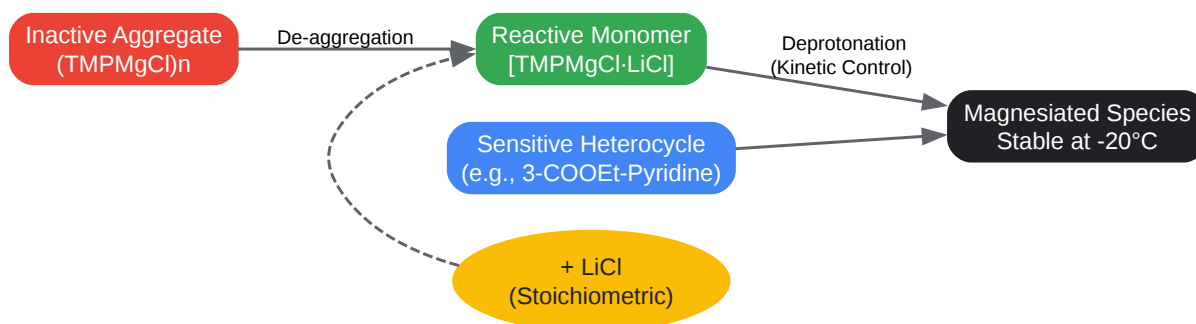 Inactive Aggregate
(TMPMgCl)n
De-aggregation
Reactive Monomer
[TMPMgCl·LiCl]
Deprotonation
(Kinetic Control)
Magnesiated Species
Stable at -20°C
Sensitive Heterocycle
(e.g., 3-COOEt-Pyridine)
+ LiCl
(Stoichiometric)